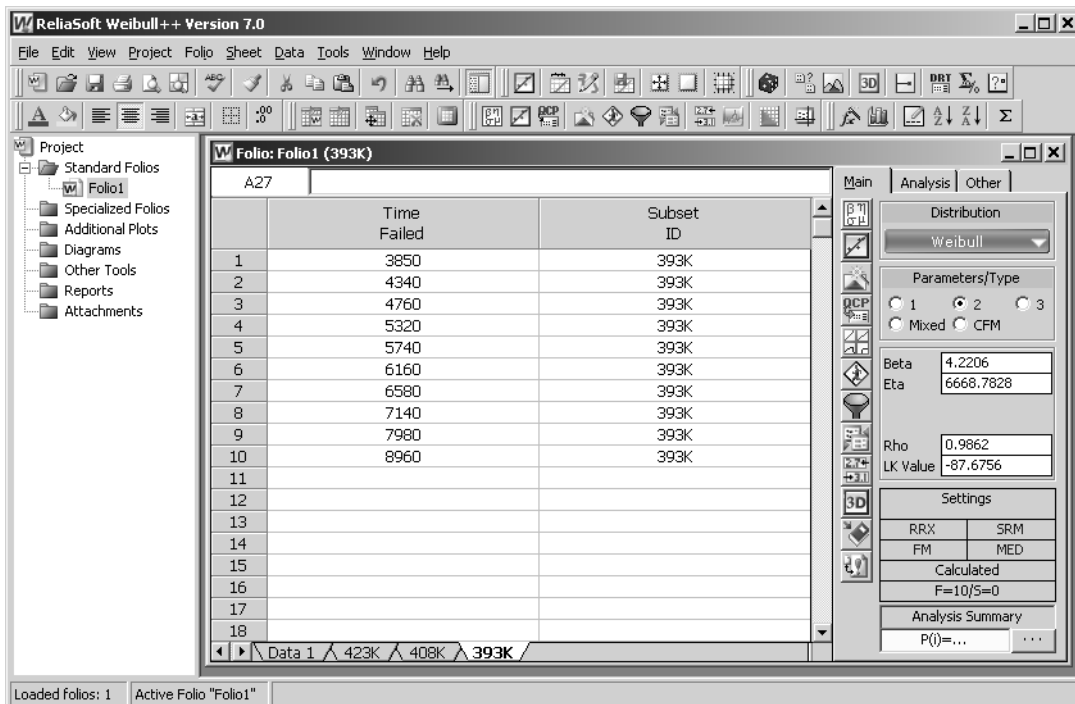 ReliaSoft Weibull++ Version 7.0
File Edit View Project Folio Sheet Data Tools Window Help
Project
Standard Folios
Folio1
Specialized Folios
Additional Plots
Diagrams
Other Tools
Reports
Attachments
Folio: Folio1 (393K)
A27
Time Failed Subset ID
1 3850 393K
2 4340 393K
3 4760 393K
4 5320 393K
5 5740 393K
6 6160 393K
7 6580 393K
8 7140 393K
9 7980 393K
10 8960 393K
11
12
13
14
15
16
17
18
Data 1 423K 408K 393K
Main Analysis Other
Distribution
Weibull
Parameters/Type
1 2 3
Mixed CFM
Beta 4.2206
Eta 6668.7828
Rho 0.9862
LK Value -87.6756
Settings
RRX SRM
FM MED
Calculated
F=10/S=0
Analysis Summary
P(i)=... ...
QCP
3D
Loaded folios: 1 Active Folio "Folio1"